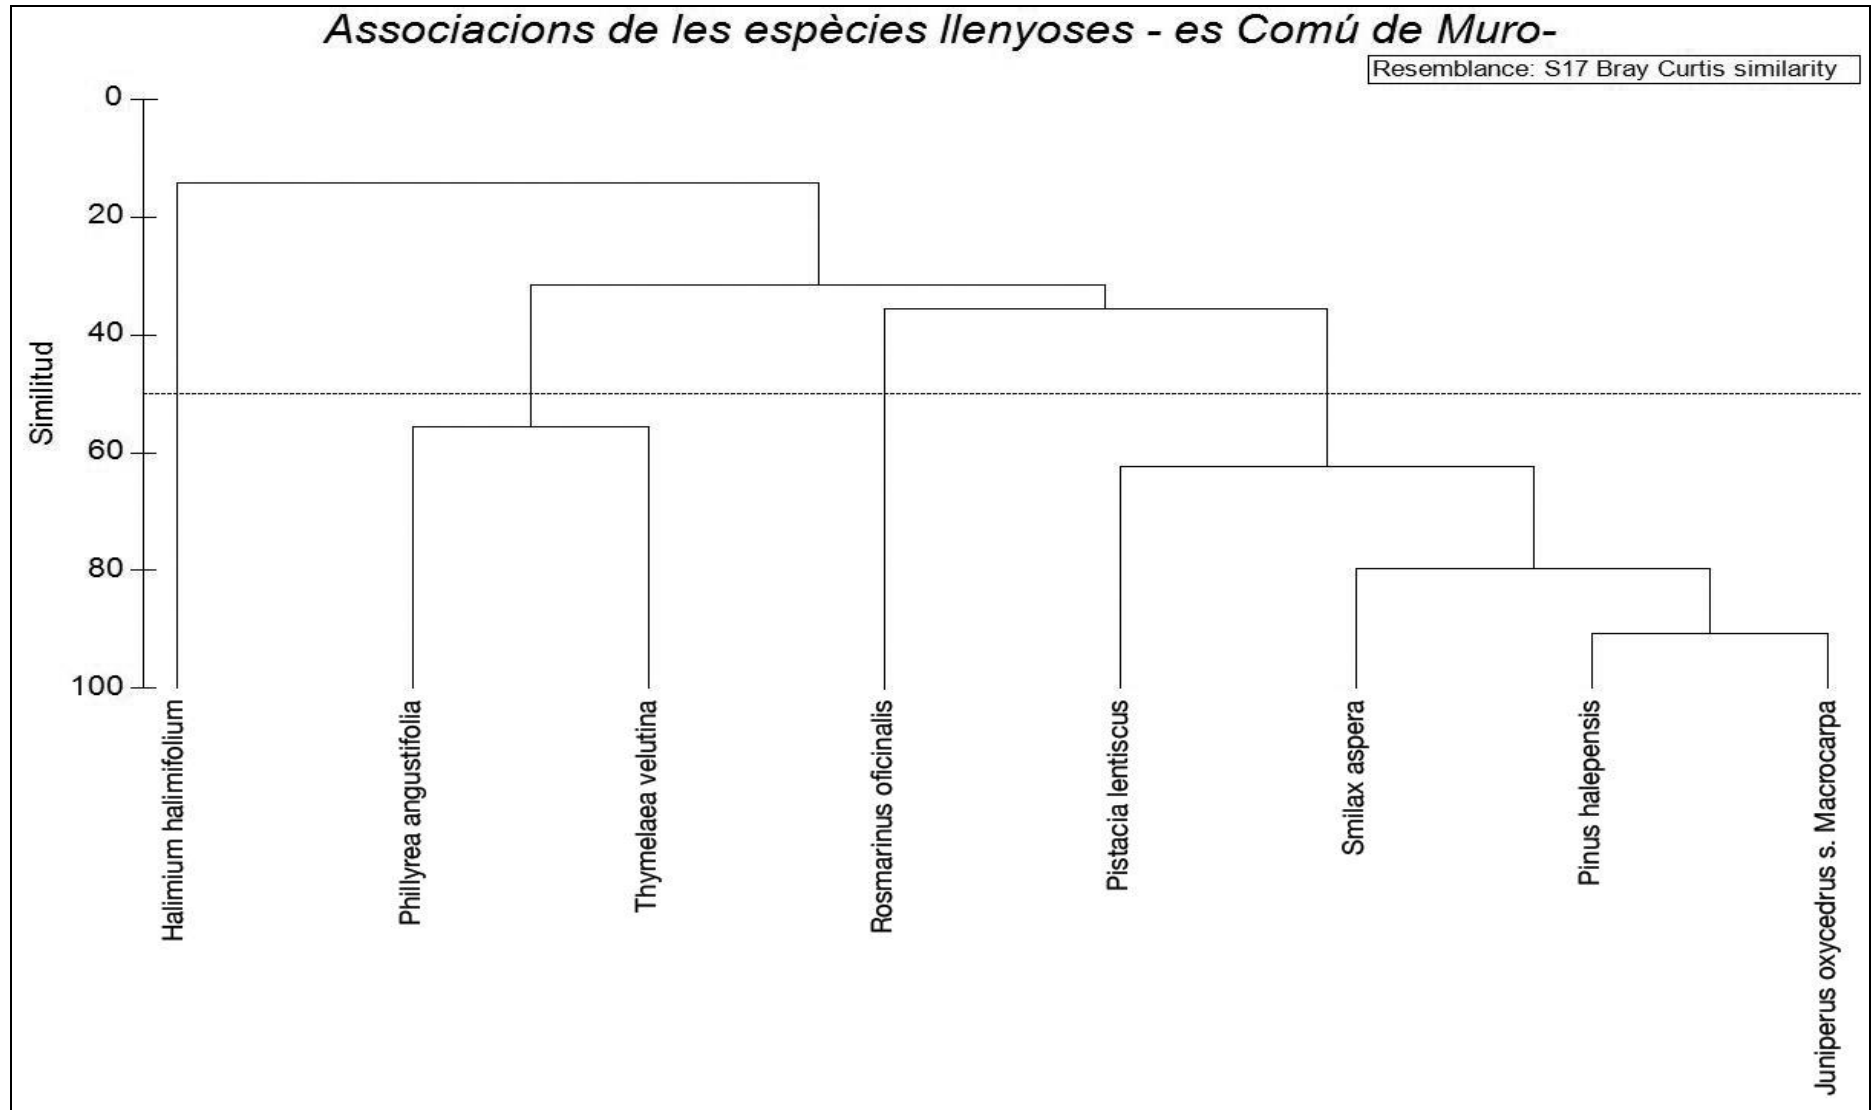 Associacions de les espècies llenyoses - es Comú de Muro-
Resemblance: S17 Bray Curtis similarity
0
20
40
60
80
100
Similitud
Halimium halimifolium
Phillyrea angustifolia
Thymelaea velutina
Rosmarinus oficinalis
Pistacia lentiscus
Smilax aspera
Pinus halepensis
Juniperus oxycedrus s. Macrocarpa